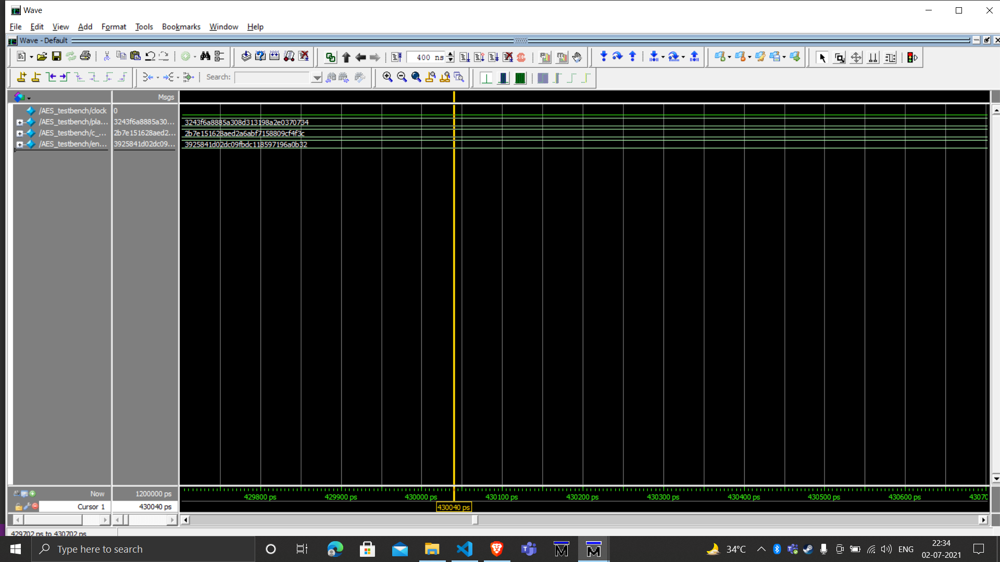 Wave
File Edit View Add Format Tools Bookmarks Window Help
Wave - Default
400 ns
Search:
Msgs
/AES_testbench/clock 0
/AES_testbench/pla... 3243f6a8885a30... 3243f6a8885a308d313198a2e0370734
/AES_testbench/c_... 2b7e151628aed2... 2b7e151628aed2a6abf7158809cf4f3c
/AES_testbench/en... 3925841d02dc09... 3925841d02dc09fbdc118597196a0b32
Now 1200000 ps
429800 ps 429900 ps 430000 ps 430100 ps 430200 ps 430300 ps 430400 ps 430500 ps 430600 ps 43070
Cursor 1 430040 ps 430040 ps
429702 ps to 430702 ps
Type here to search
34°C ENG
22:34
02-07-2021